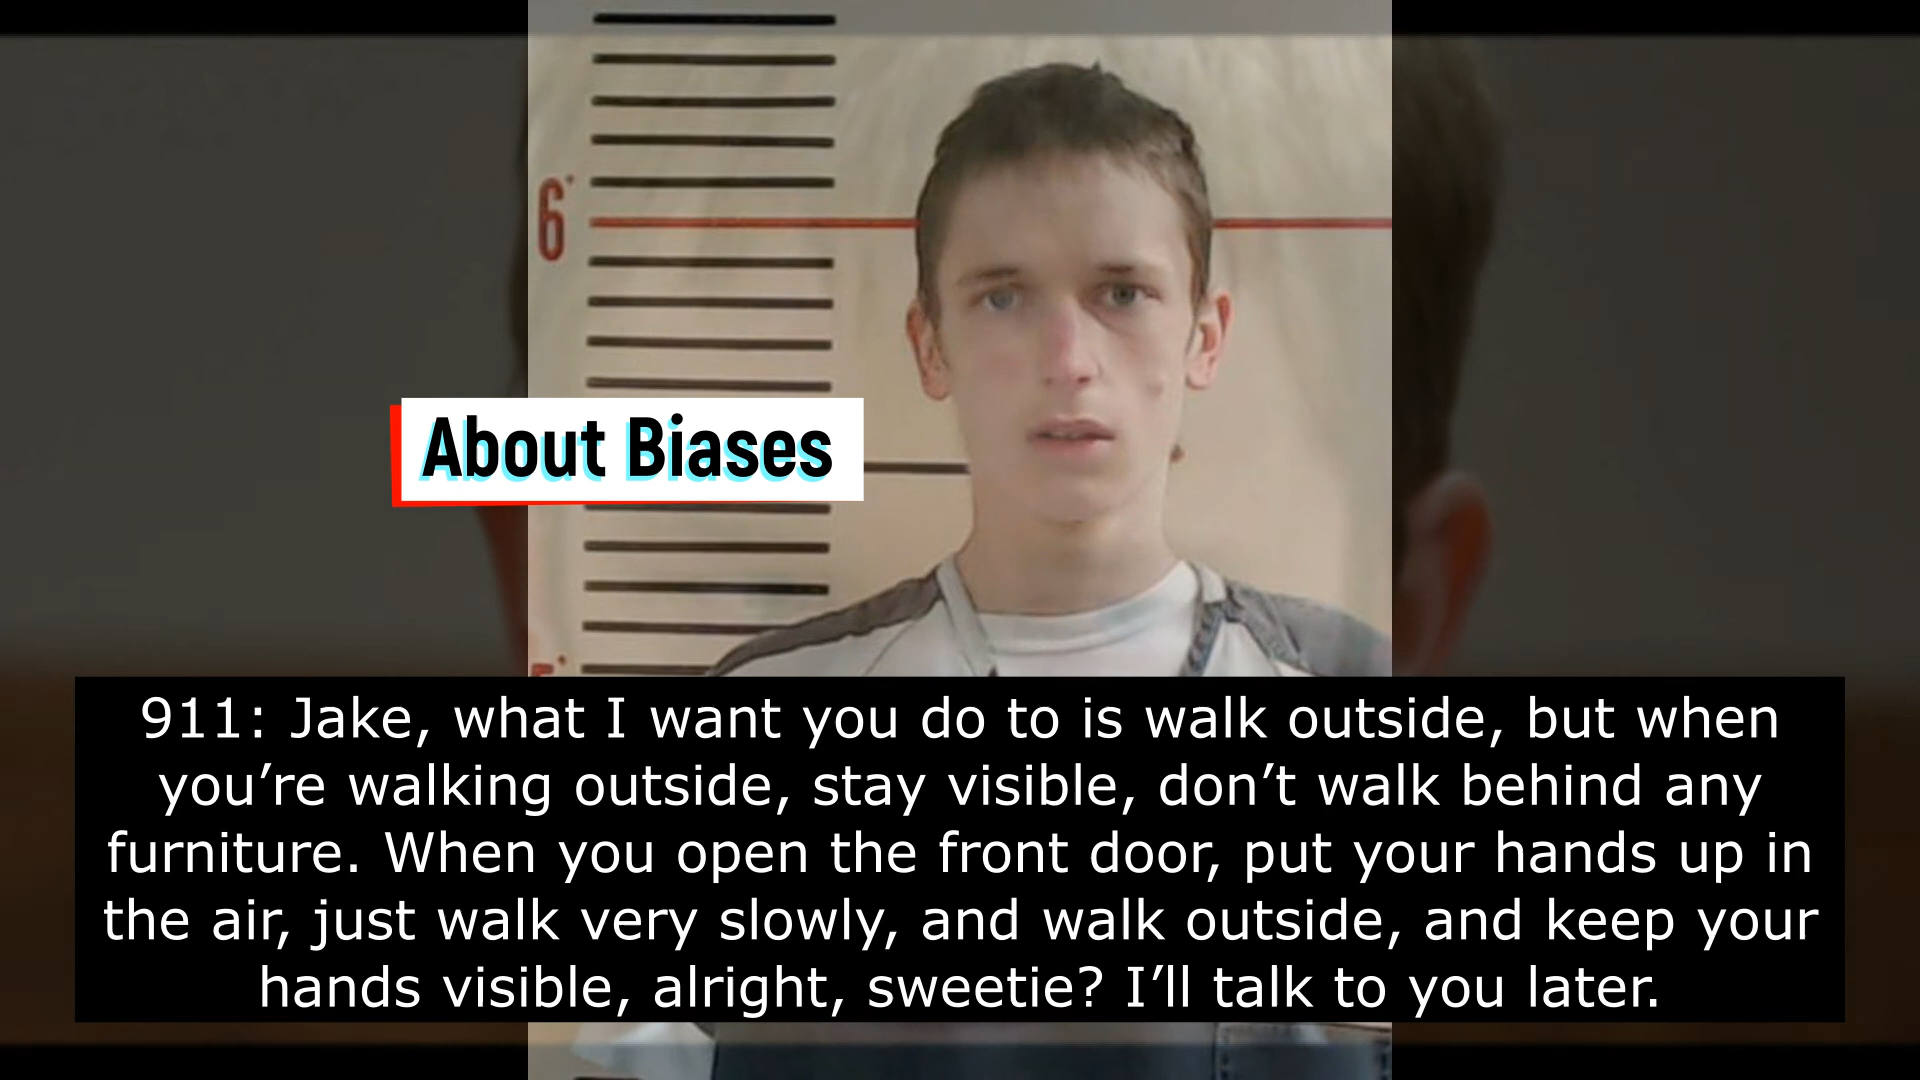 6'
About Biases
5'
911: Jake, what I want you do to is walk outside, but when
you’re walking outside, stay visible, don’t walk behind any
furniture. When you open the front door, put your hands up in
the air, just walk very slowly, and walk outside, and keep your
hands visible, alright, sweetie? I’ll talk to you later.